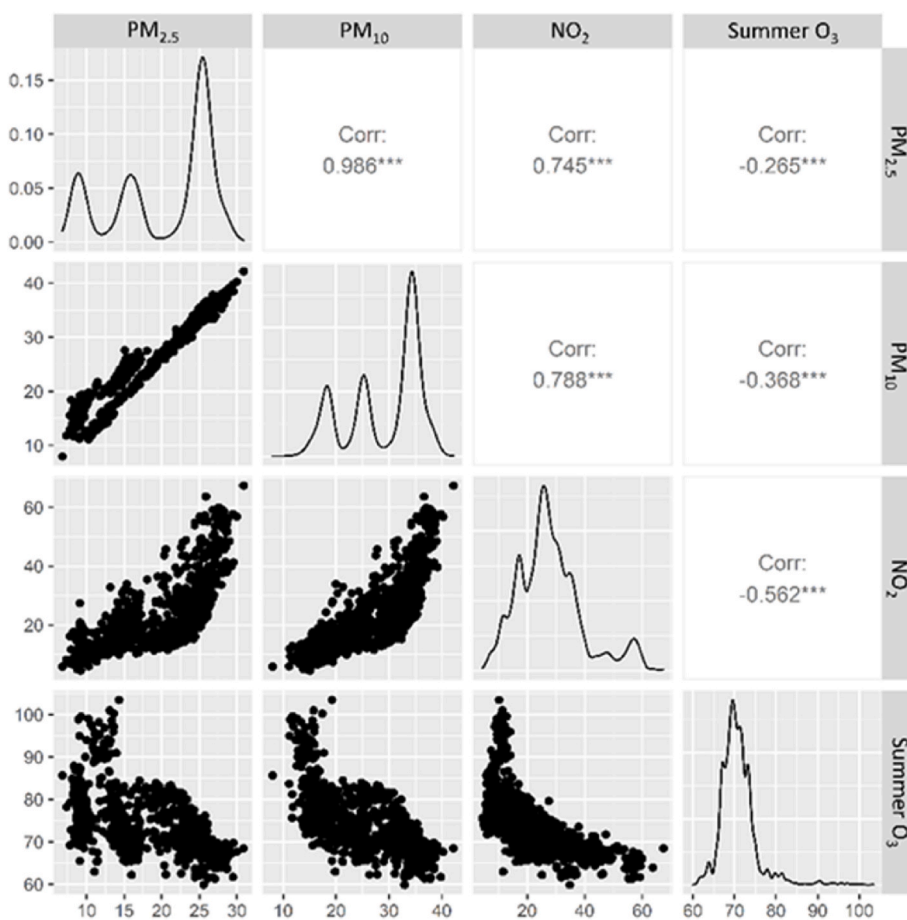 PM₂.₅ PM₁₀ NO₂ Summer O₃
0.15
0.10
0.05
0.00
Corr:
0.986***
Corr:
0.745***
Corr:
-0.265***
PM₂.₅
40
30
20
10
Corr:
0.788***
Corr:
-0.368***
PM₁₀
60
40
20
Corr:
-0.562***
NO₂
100
90
80
70
60
Summer O₃
10 20 30 10 20 30 40 20 40 60 60 70 80 90 100